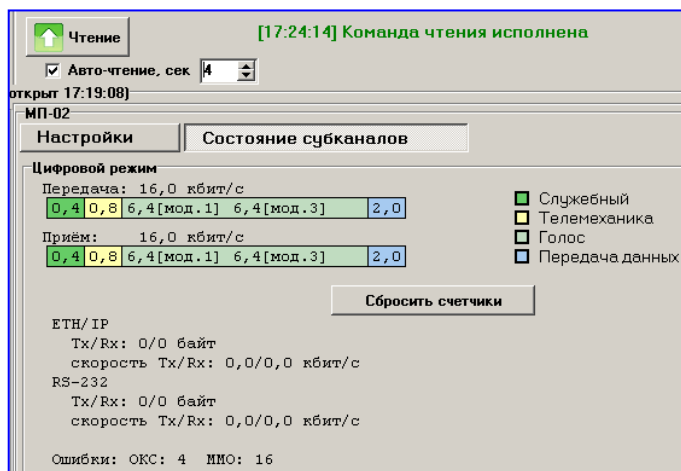 Чтение
[17:24:14] Команда чтения исполнена
Авто-чтение, сек 4
открыт 17:19:08)
МП-02
Настройки Состояние субканалов
Цифровой режим
Передача: 16,0 кбит/с
0,4 0,8 6,4[мод.1] 6,4[мод.3] 2,0
Приём: 16,0 кбит/с
0,4 0,8 6,4[мод.1] 6,4[мод.3] 2,0
Служебный
Телемеханика
Голос
Передача данных
Сбросить счетчики
ETH/IP
Tx/Rx: 0/0 байт
скорость Tx/Rx: 0,0/0,0 кбит/с
RS-232
Tx/Rx: 0/0 байт
скорость Tx/Rx: 0,0/0,0 кбит/с
Ошибки: ОКС: 4 ММО: 16